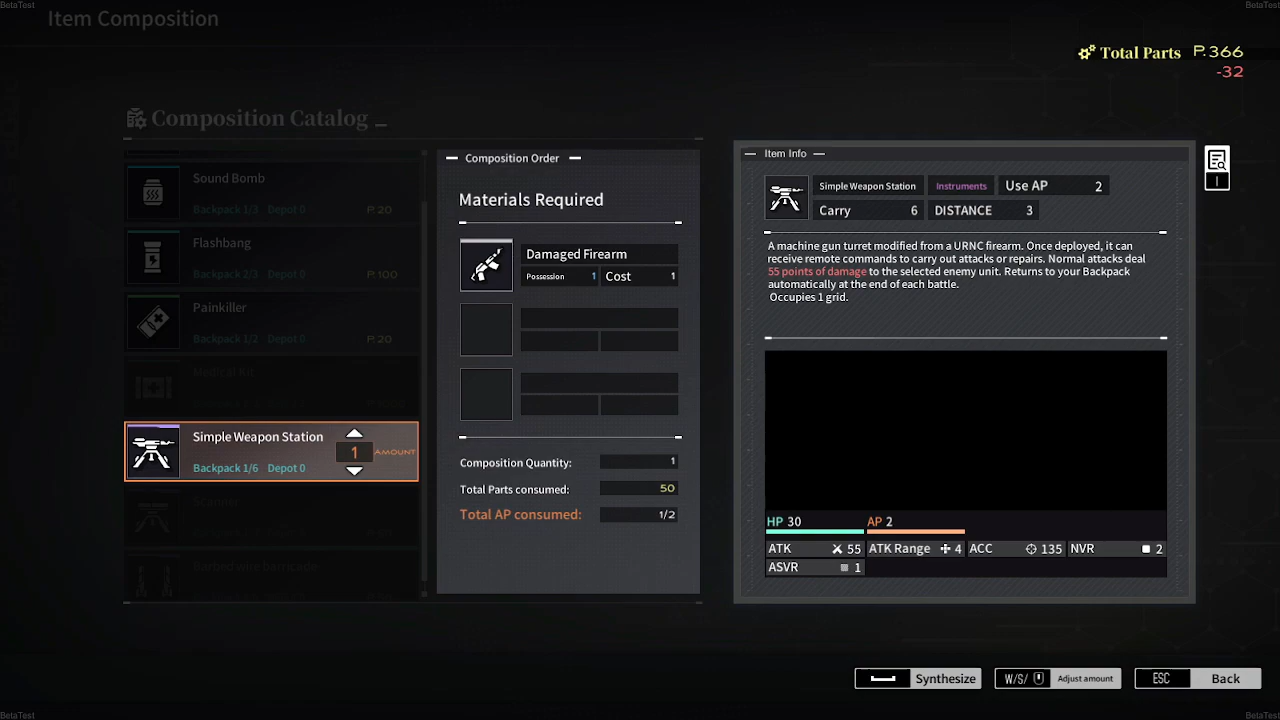 BetaTest
BetaTest
Item Composition
Total Parts P.366
-32
Composition Catalog
Sound Bomb
Backpack 1/3 Depot 0 P.20
Flashbang
Backpack 2/3 Depot 0 P.100
Painkiller
Backpack 1/2 Depot 0 P.20
Medical Kit
Simple Weapon Station
1 AMOUNT
Backpack 1/6 Depot 0
Scanner
Barbed wire barricade
Composition Order
Materials Required
Damaged Firearm
Possession 1 Cost 1
Composition Quantity: 1
Total Parts consumed: 50
Total AP consumed: 1/2
Item Info
Simple Weapon Station Instruments Use AP 2
Carry 6 DISTANCE 3
A machine gun turret modified from a URNC firearm. Once deployed, it can
receive remote commands to carry out attacks or repairs. Normal attacks deal
55 points of damage to the selected enemy unit. Returns to your Backpack
automatically at the end of each battle.
Occupies 1 grid.
HP 30 AP 2
ATK 55 ATK Range 4 ACC 135 NVR 2
ASVR 1
I
Synthesize W/S/ Adjust amount ESC Back
BetaTest
BetaTest